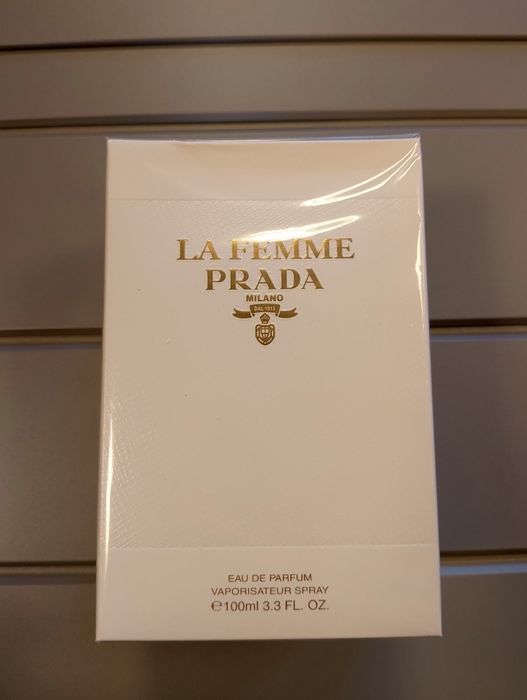 LA FEMME
PRADA
MILANO
DAL 1913
EAU DE PARFUM
VAPORISATEUR SPRAY
℮100ml 3.3 FL. OZ.